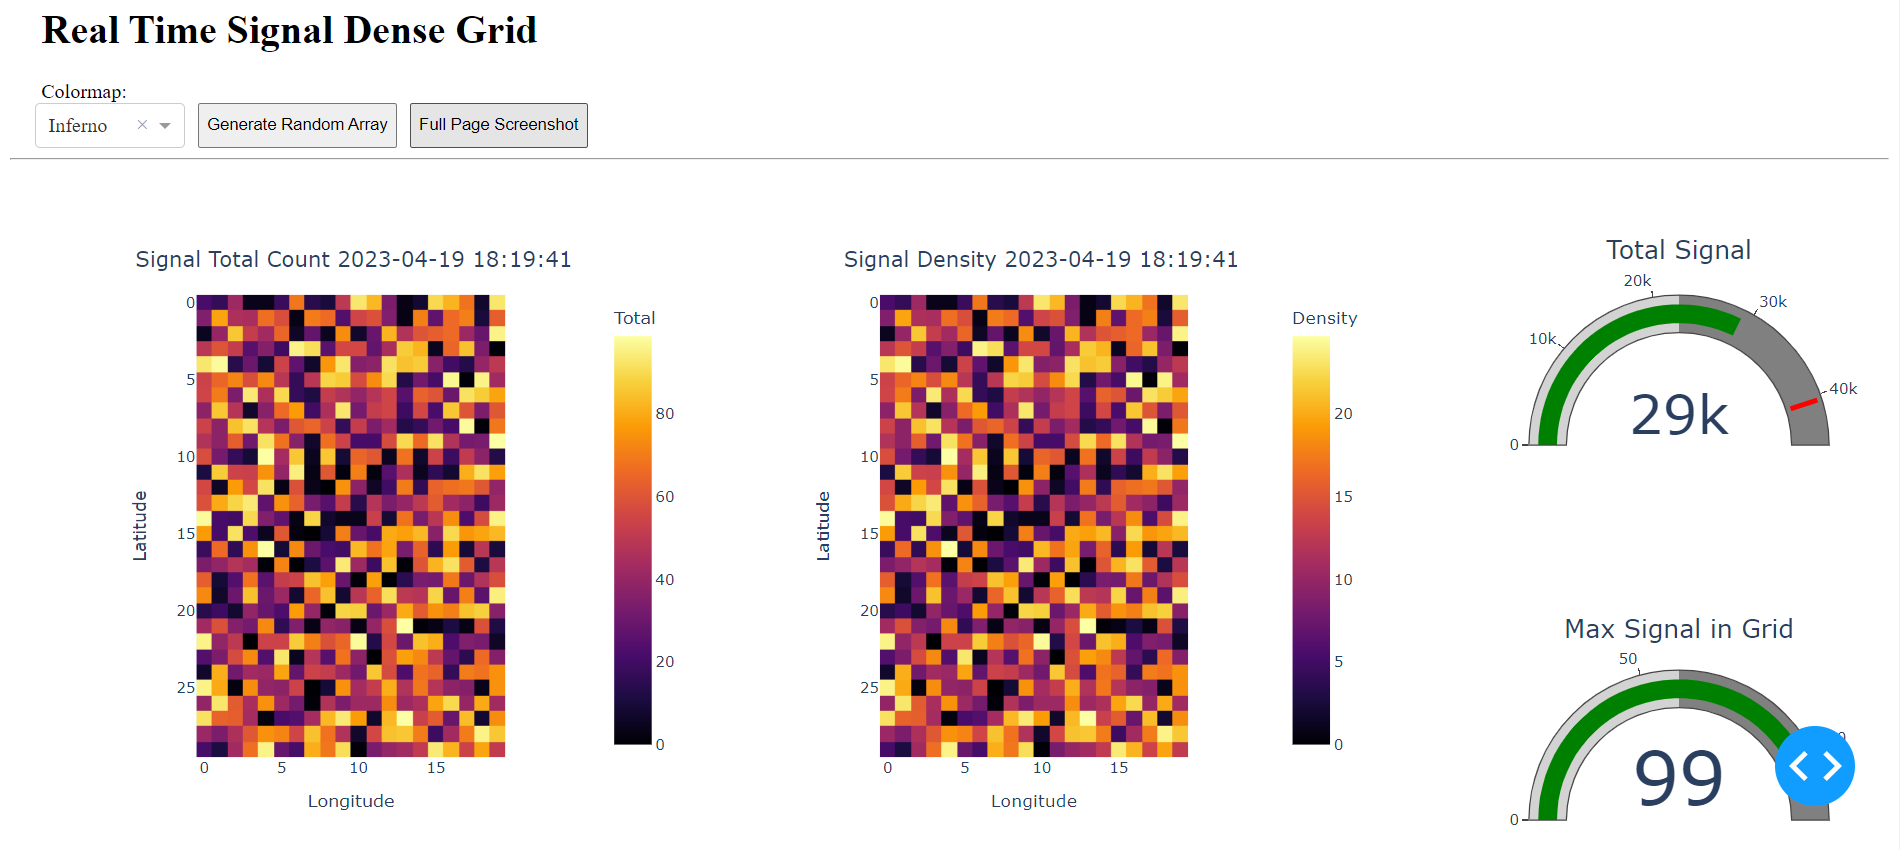 Real Time Signal Dense Grid
Colormap:
Inferno
Generate Random Array
Full Page Screenshot
Signal Total Count 2023-04-19 18:19:41
0
5
10
15
20
25
Latitude
0 5 10 15
Longitude
Total
80
60
40
20
0
Signal Density 2023-04-19 18:19:41
0
5
10
15
20
25
Latitude
0 5 10 15
Longitude
Density
20
15
10
5
0
Total Signal
0
10k
20k
30k
40k
29k
Max Signal in Grid
0
50
99